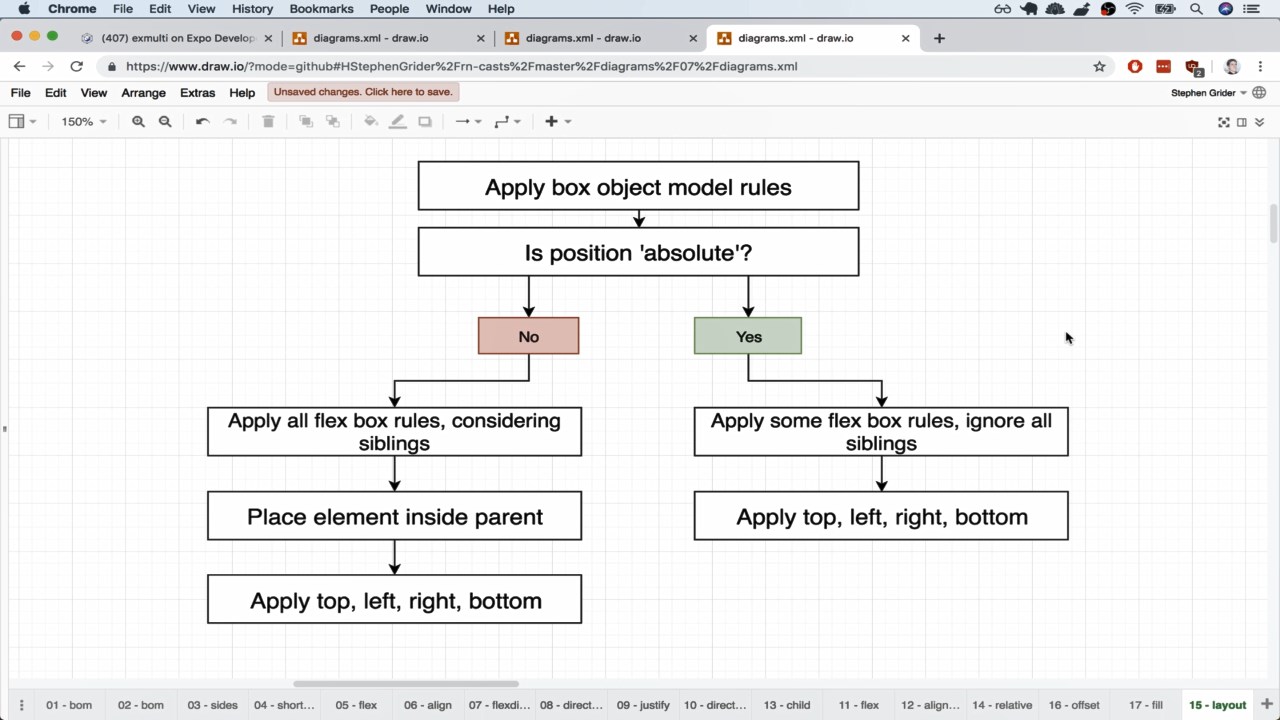 Chrome File Edit View History Bookmarks People Window Help
(407) exmulti on Expo Develop
diagrams.xml - draw.io
diagrams.xml - draw.io
diagrams.xml - draw.io
https://www.draw.io/?mode=github#HStephenGrider%2Frn-casts%2Fmaster%2Fdiagrams%2F07%2Fdiagrams.xml
2
File Edit View Arrange Extras Help Unsaved changes. Click here to save.
Stephen Grider
150%
Apply box object model rules
Is position 'absolute'?
No
Yes
Apply all flex box rules, considering
siblings
Apply some flex box rules, ignore all
siblings
Place element inside parent
Apply top, left, right, bottom
Apply top, left, right, bottom
01 - bom 02 - bom 03 - sides 04 - short... 05 - flex 06 - align 07 - flexdi... 08 - direct... 09 - justify 10 - direct... 13 - child 11 - flex 12 - align... 14 - relative 16 - offset 17 - fill 15 - layout